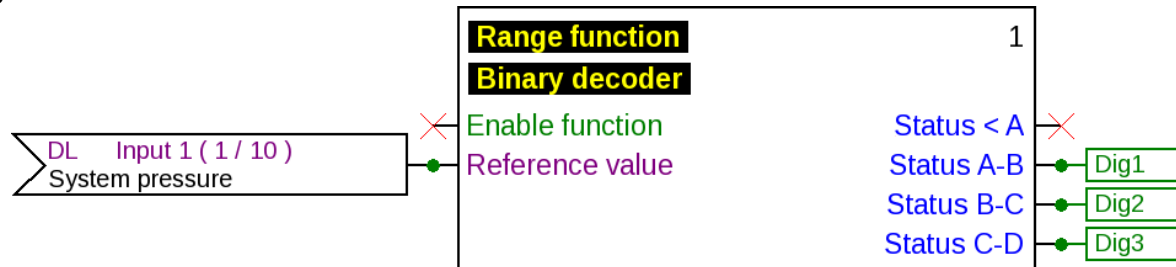 Range function 1
Binary decoder
Enable function Status < A
DL Input 1 ( 1 / 10 )
System pressure
Reference value Status A-B Dig1
Status B-C Dig2
Status C-D Dig3